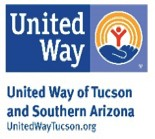 United
Way
United Way of Tucson
and Southern Arizona
UnitedWayTucson.org